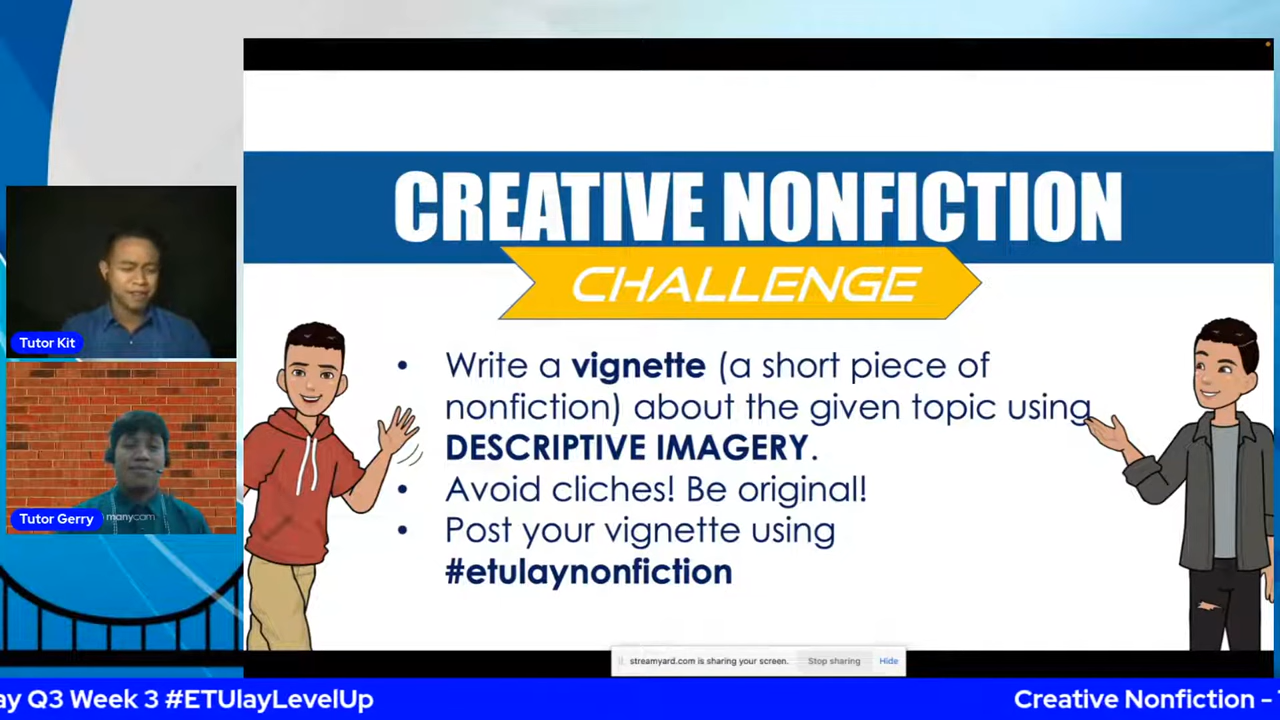 CREATIVE NONFICTION
CHALLENGE
• Write a vignette (a short piece of
nonfiction) about the given topic using
DESCRIPTIVE IMAGERY.
• Avoid cliches! Be original!
• Post your vignette using
#etulaynonfiction
Tutor Kit
Tutor Gerry
manycam
streamyard.com is sharing your screen.
Stop sharing
Hide
ay Q3 Week 3 #ETUlayLevelUp
Creative Nonfiction -